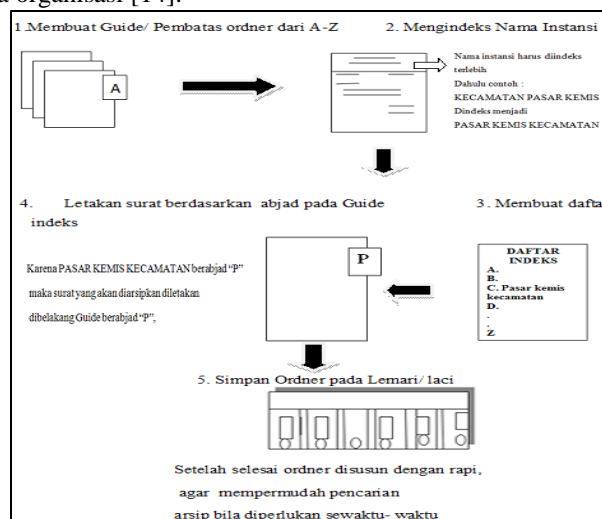 a organisasi [14].
1.Membuat Guide/ Pembatas ordner dari A-Z
2. Mengindeks Nama Instansi
A
Nama instansi harus diindeks
terlebih
Dahulu contoh :
KECAMATAN PASAR KEMIS
Dindeks menjadi
PASAR KEMIS KECAMATAN
4. Letakan surat berdasarkan abjad pada Guide
indeks
3. Membuat dafta
Karena PASAR KEMIS KECAMATAN berabjad “P”
maka surat yang akan diarsipkan diletakan
dibelakang Guide berabjad “P”,
P
DAFTAR
INDEKS
A.
B.
C. Pasar kemis
kecamatan
D.
.
.
Z
5. Simpan Ordner pada Lemari/ laci
Setelah selesai ordner disusun dengan rapi,
agar mempermudah pencarian
arsip bila diperlukan sewaktu- waktu